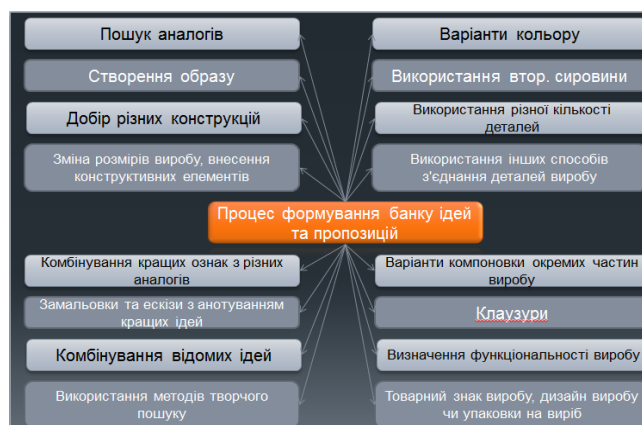 Пошук аналогів
Створення образу
Добір різних конструкцій
Зміна розмірів виробу, внесення
конструктивних елементів
Варіанти кольору
Використання втор. сировини
Використання різної кількості
деталей
Використання інших способів
з'єднання деталей виробу
Процес формування банку ідей
та пропозицій
Комбінування кращих ознак з різних
аналогів
Замальовки та ескізи з анотуванням
кращих ідей
Комбінування відомих ідей
Використання методів творчого
пошуку
Варіанти компоновки окремих частин
виробу
Клаузури
Визначення функціональності виробу
Товарний знак виробу, дизайн виробу
чи упаковки на виріб